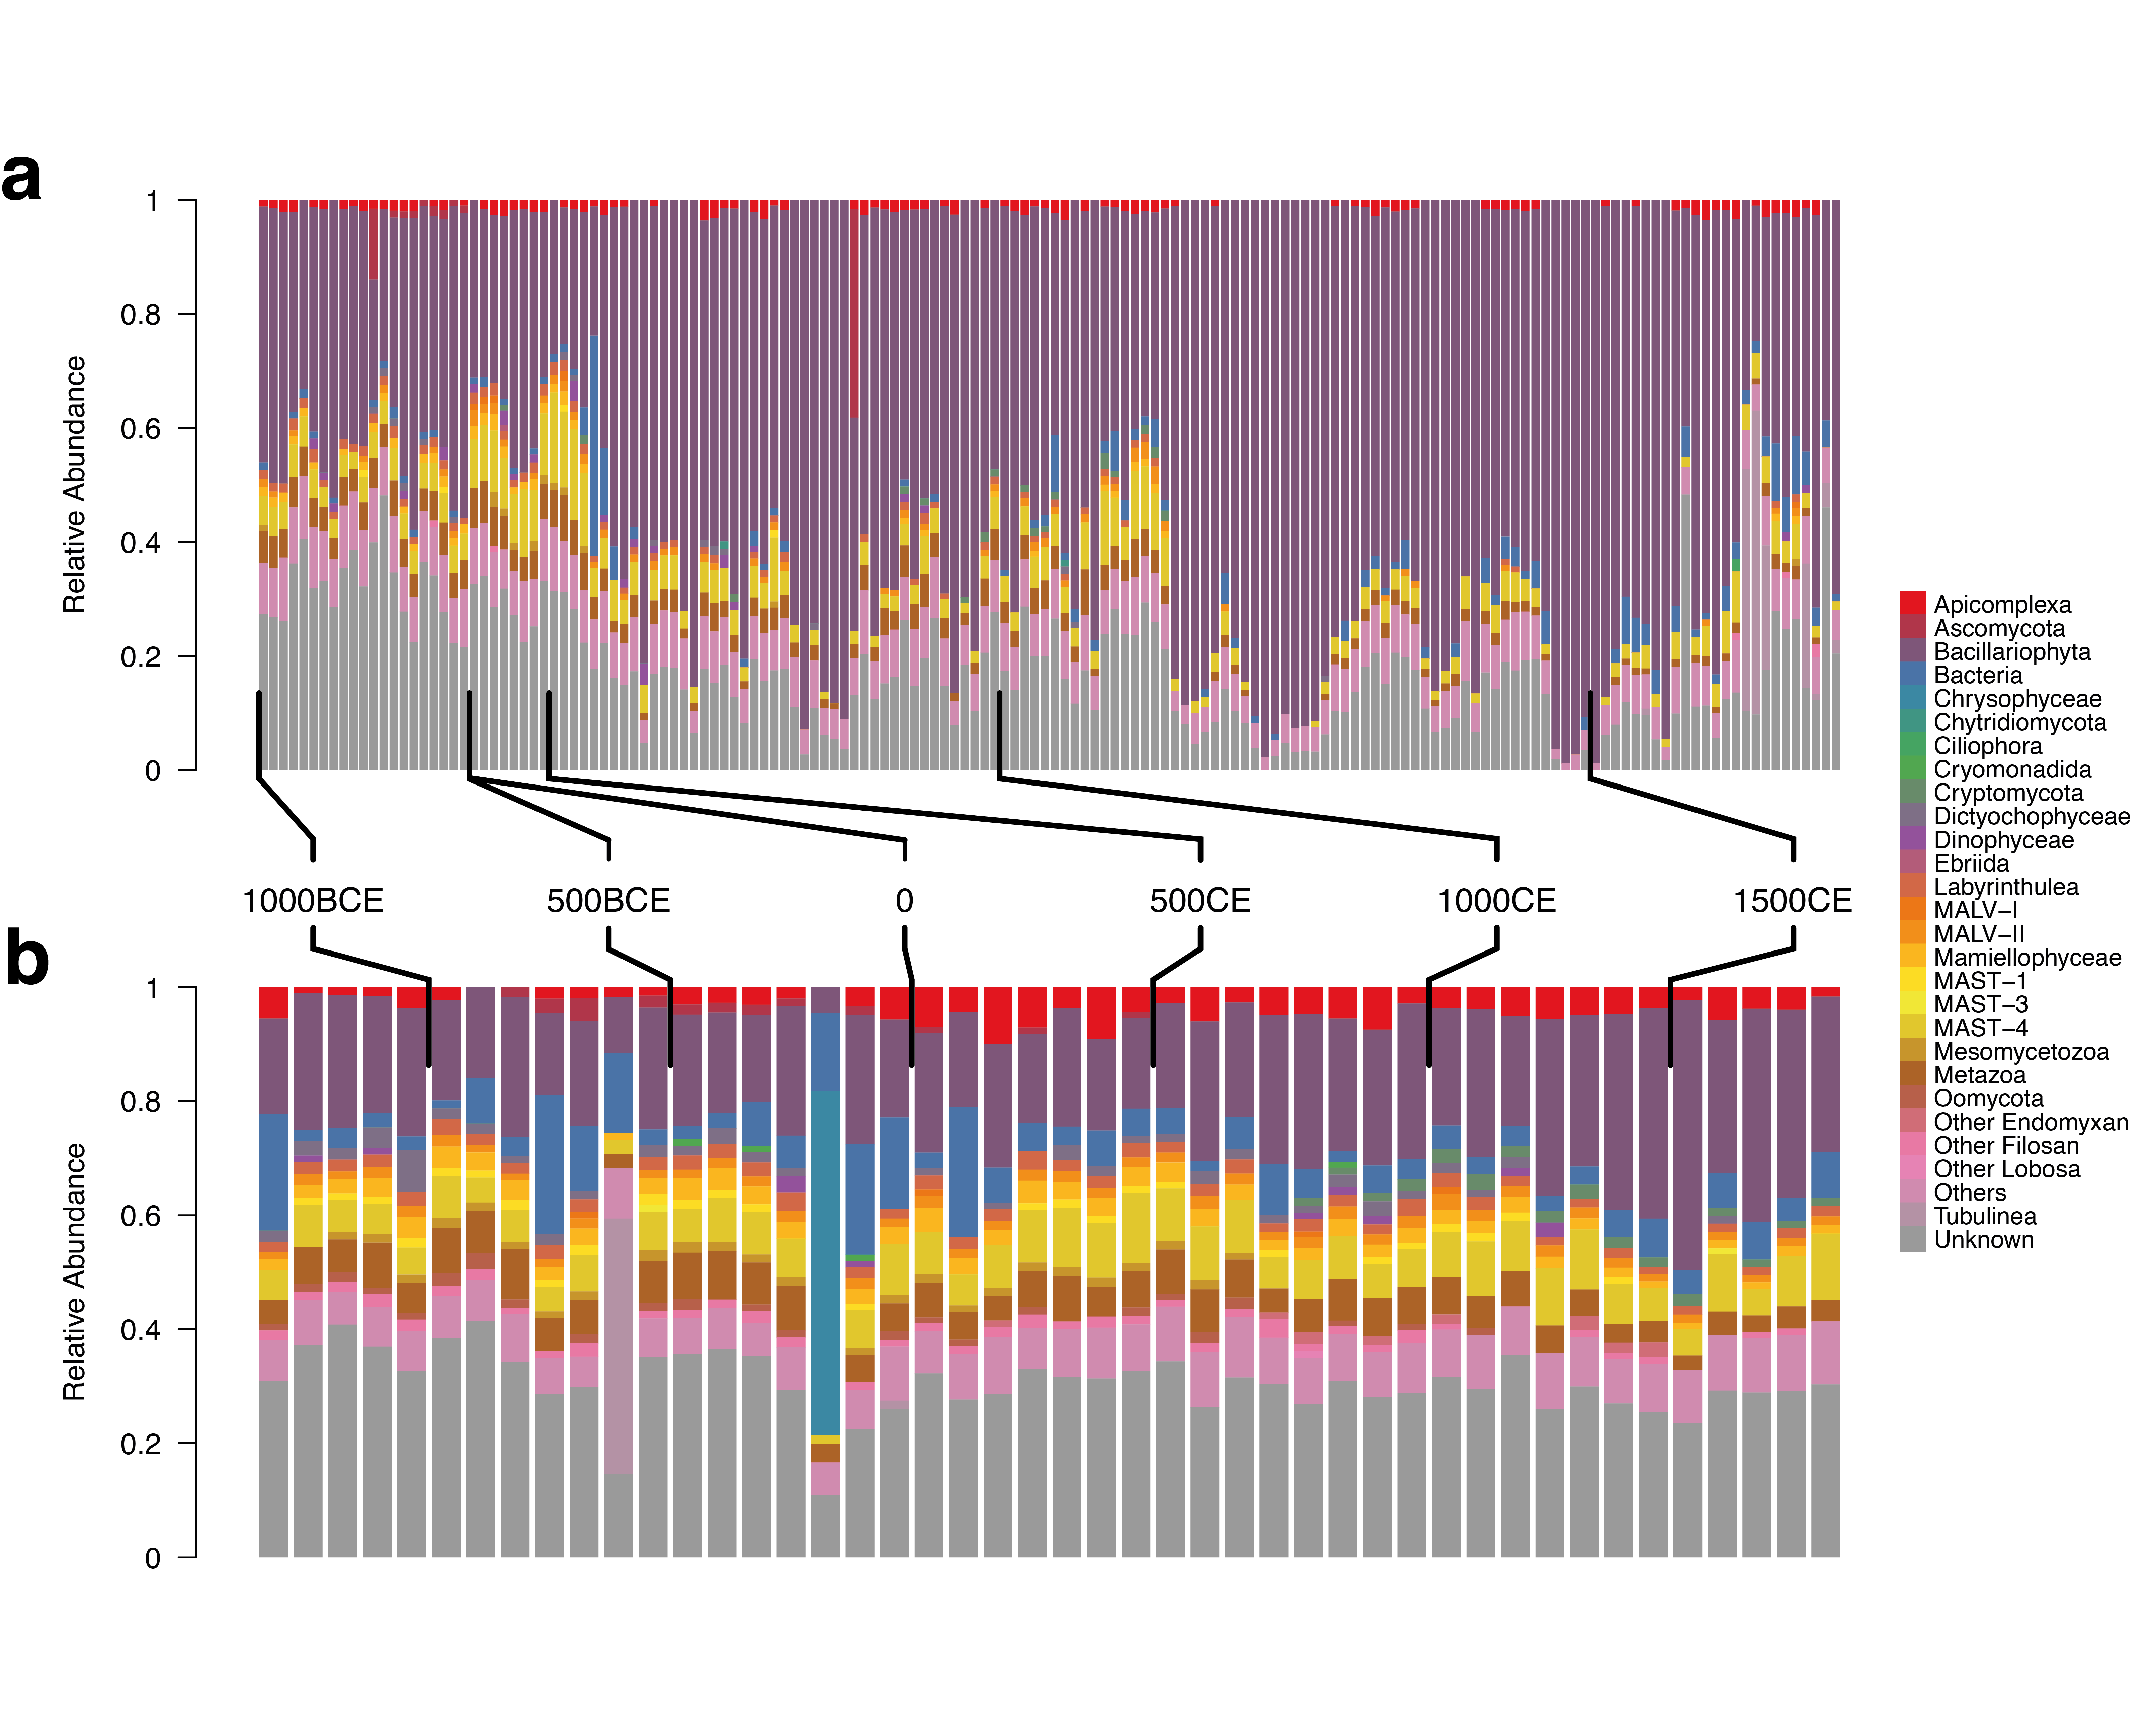 a
1
0.8
0.6
0.4
0.2
0
Relative Abundance
1000BCE 500BCE 0 500CE 1000CE 1500CE
b
1
0.8
0.6
0.4
0.2
0
Relative Abundance
Apicomplexa
Ascomycota
Bacillariophyta
Bacteria
Chrysophyceae
Chytridiomycota
Ciliophora
Cryomonadida
Cryptomycota
Dictyochophyceae
Dinophyceae
Ebriida
Labyrinthulea
MALV−I
MALV−II
Mamiellophyceae
MAST−1
MAST−3
MAST−4
Mesomycetozoa
Metazoa
Oomycota
Other Endomyxan
Other Filosan
Other Lobosa
Others
Tubulinea
Unknown